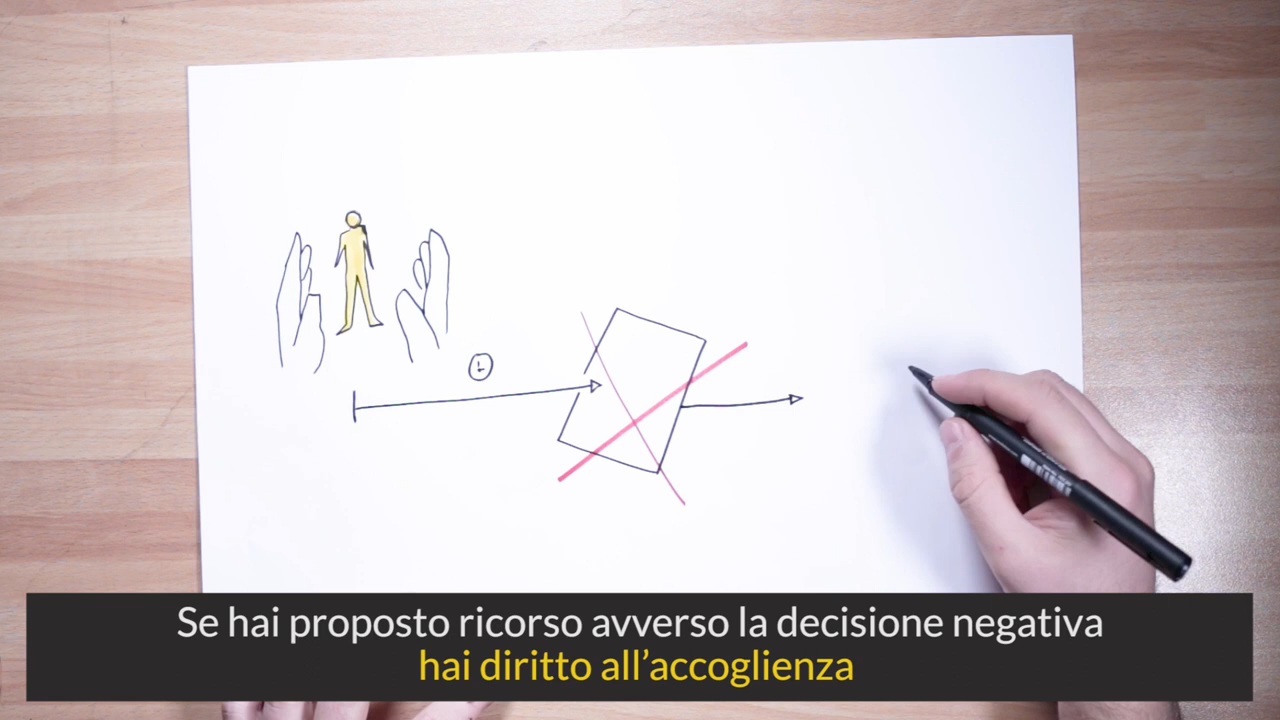 Se hai proposto ricorso avverso la decisione negativa
hai diritto all’accoglienza